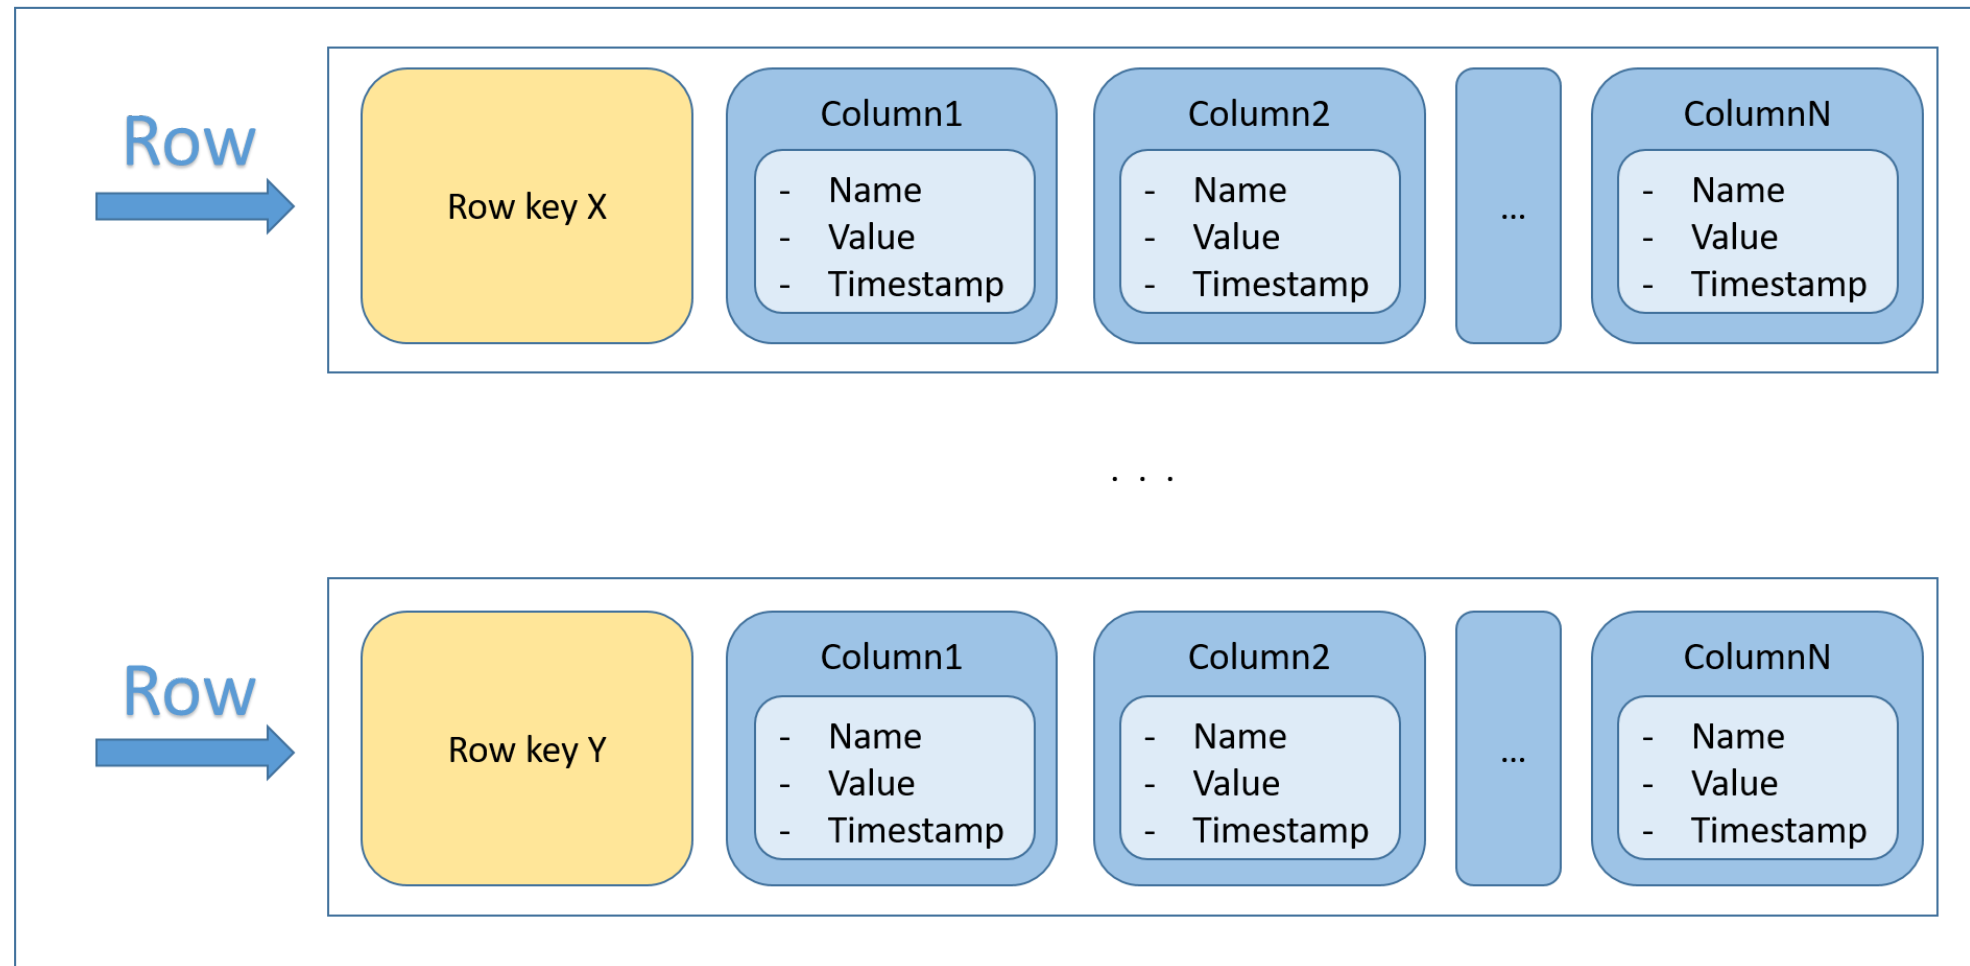 Row
Row key X
Column1
- Name
- Value
- Timestamp
Column2
- Name
- Value
- Timestamp
...
ColumnN
- Name
- Value
- Timestamp
. . .
Row
Row key Y
Column1
- Name
- Value
- Timestamp
Column2
- Name
- Value
- Timestamp
...
ColumnN
- Name
- Value
- Timestamp